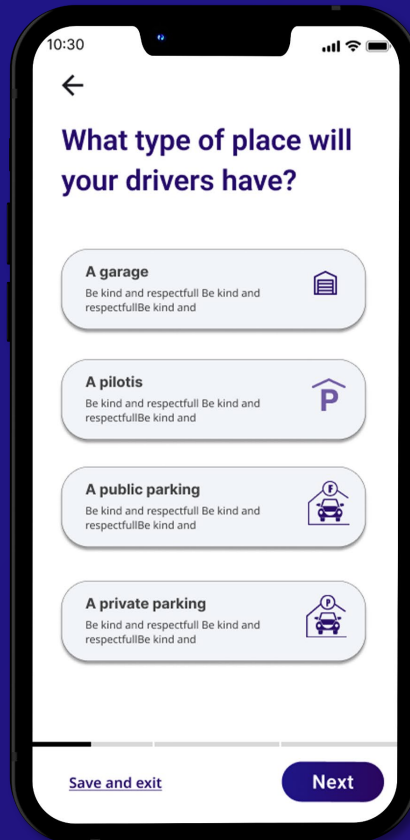 10:30
What type of place will
your drivers have?
A garage
Be kind and respectfull Be kind and
respectfullBe kind and
A pilotis
Be kind and respectfull Be kind and
respectfullBe kind and
P
A public parking
Be kind and respectfull Be kind and
respectfullBe kind and
F
A private parking
Be kind and respectfull Be kind and
respectfullBe kind and
P
Save and exit
Next